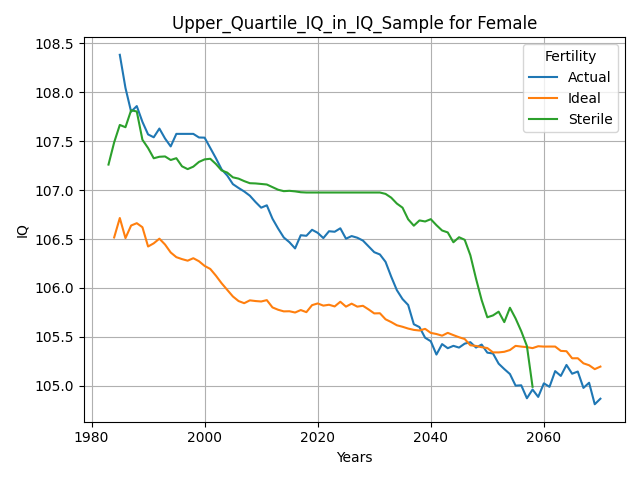 Upper_Quartile_IQ_in_IQ_Sample for Female
Fertility
Actual
Ideal
Sterile
IQ
108.5
108.0
107.5
107.0
106.5
106.0
105.5
105.0
1980
2000
2020
2040
2060
Years